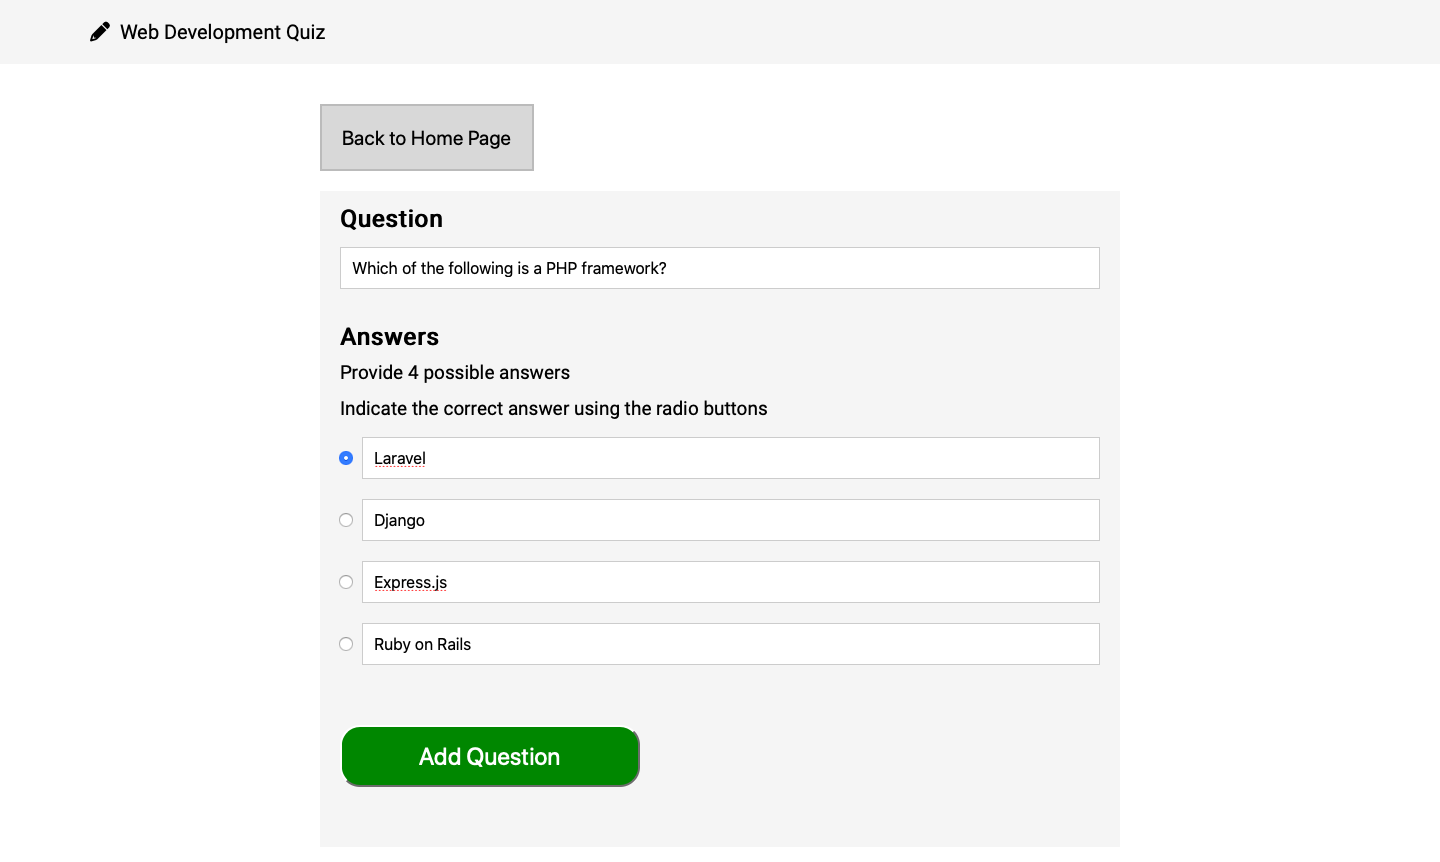 Web Development Quiz
Back to Home Page
Question
Which of the following is a PHP framework?
Answers
Provide 4 possible answers
Indicate the correct answer using the radio buttons
Laravel
Django
Express.js
Ruby on Rails
Add Question